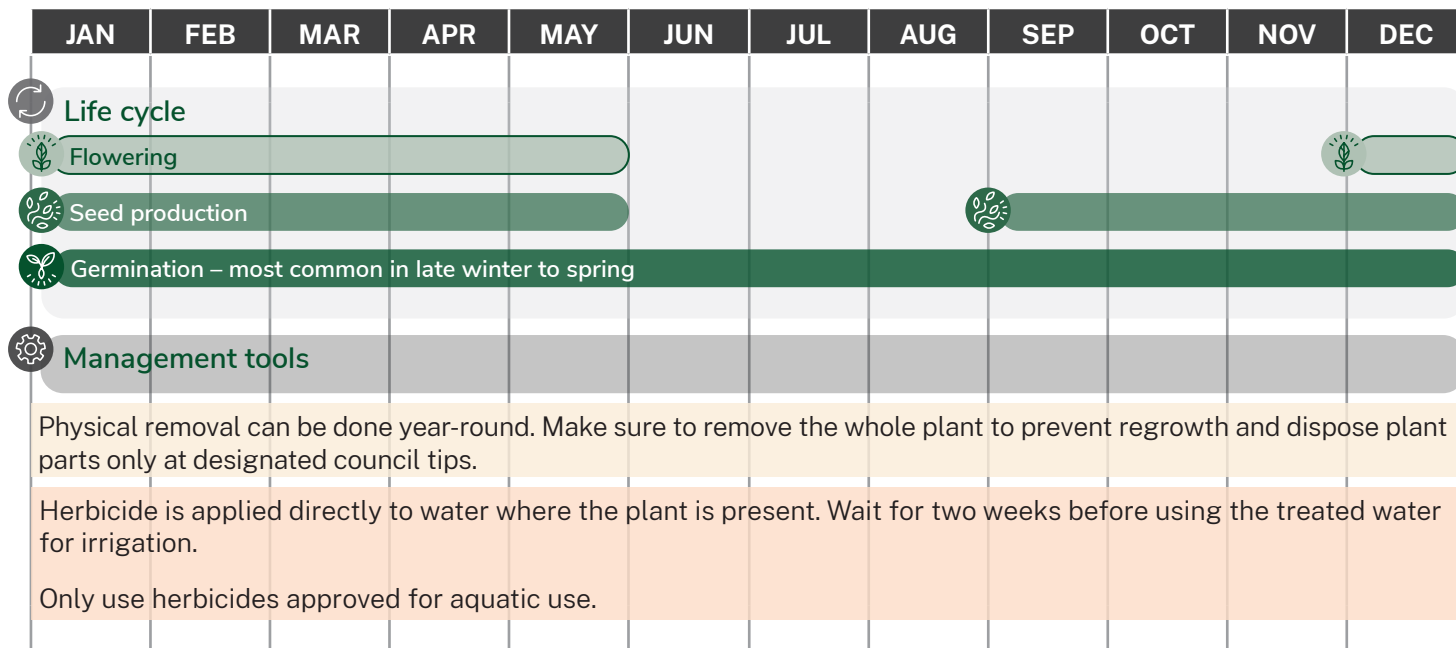 JAN FEB MAR APR MAY JUN JUL AUG SEP OCT NOV DEC
Life cycle
Flowering
Seed production
Germination – most common in late winter to spring
Management tools
Physical removal can be done year-round. Make sure to remove the whole plant to prevent regrowth and dispose plant
parts only at designated council tips.
Herbicide is applied directly to water where the plant is present. Wait for two weeks before using the treated water
for irrigation.
Only use herbicides approved for aquatic use.